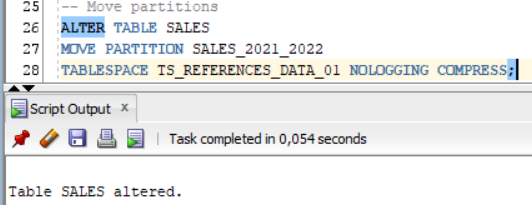 25 -- Move partitions
26 ALTER TABLE SALES
27 MOVE PARTITION SALES_2021_2022
28 TABLESPACE TS_REFERENCES_DATA_01 NOLOGGING COMPRESS;
Script Output x
Task completed in 0,054 seconds
Table SALES altered.